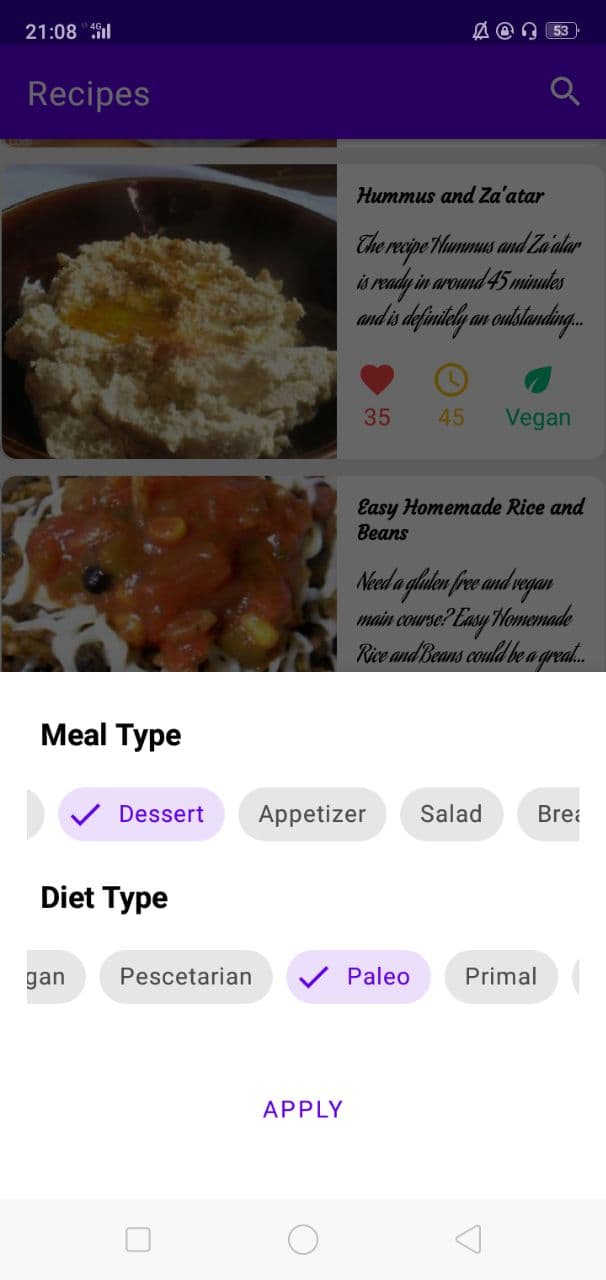 21:08 4G 53
Recipes
Hummus and Za'atar
The recipe Hummus and Za'atar
is ready in around 45 minutes
and is definitely an outstanding...
35 45 Vegan
Easy Homemade Rice and
Beans
Need a gluten free and vegan
main course? Easy Homemade
Rice and Beans could be a great...
Meal Type
Dessert Appetizer Salad Brea
Diet Type
gan Pescetarian Paleo Primal
APPLY